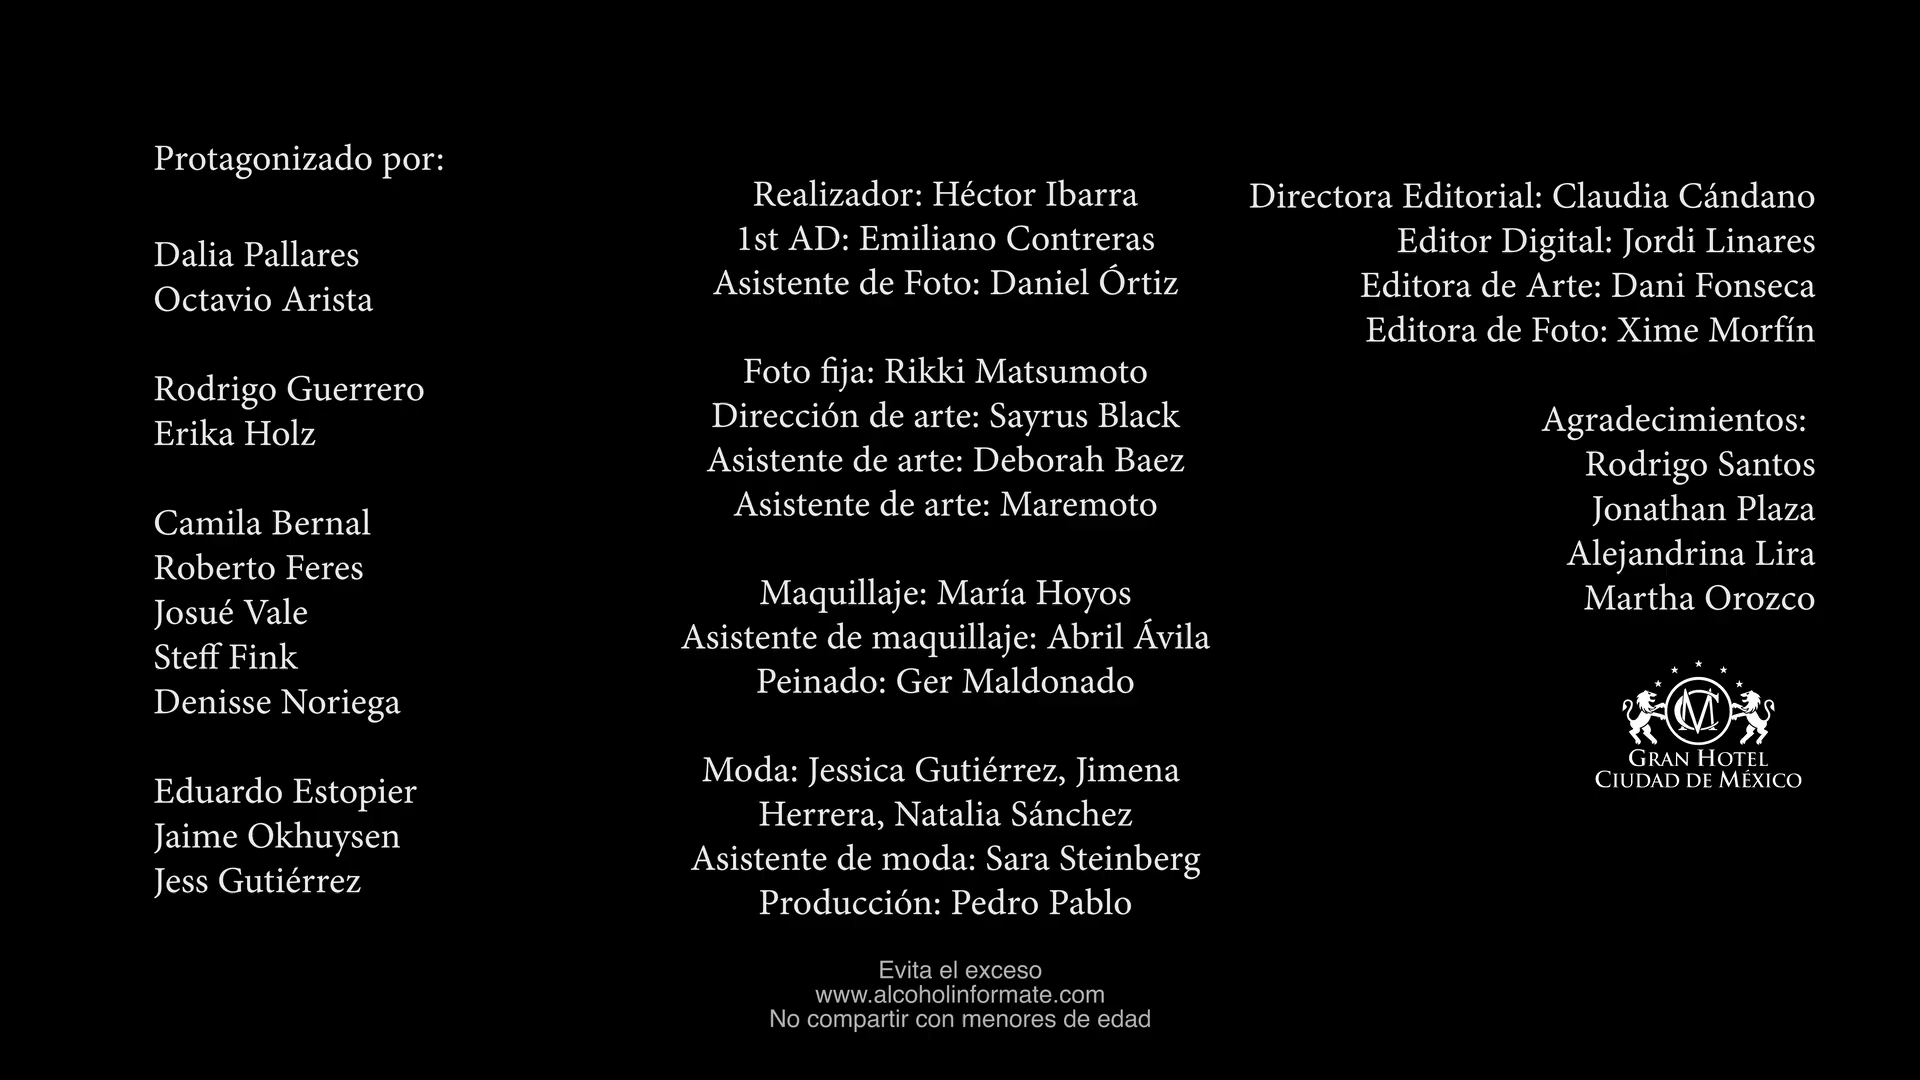 Protagonizado por:
Dalia Pallares
Octavio Arista
Rodrigo Guerrero
Erika Holz
Camila Bernal
Roberto Feres
Josué Vale
Steff Fink
Denisse Noriega
Eduardo Estopier
Jaime Okhuysen
Jess Gutiérrez
Realizador: Héctor Ibarra
1st AD: Emiliano Contreras
Asistente de Foto: Daniel Órtiz
Foto fija: Rikki Matsumoto
Dirección de arte: Sayrus Black
Asistente de arte: Deborah Baez
Asistente de arte: Maremoto
Maquillaje: María Hoyos
Asistente de maquillaje: Abril Ávila
Peinado: Ger Maldonado
Moda: Jessica Gutiérrez, Jimena
Herrera, Natalia Sánchez
Asistente de moda: Sara Steinberg
Producción: Pedro Pablo
Directora Editorial: Claudia Cándano
Editor Digital: Jordi Linares
Editora de Arte: Dani Fonseca
Editora de Foto: Xime Morfín
Agradecimientos:
Rodrigo Santos
Jonathan Plaza
Alejandrina Lira
Martha Orozco
GRAN HOTEL
CIUDAD DE MÉXICO
Evita el exceso
www.alcoholinformate.com
No compartir con menores de edad